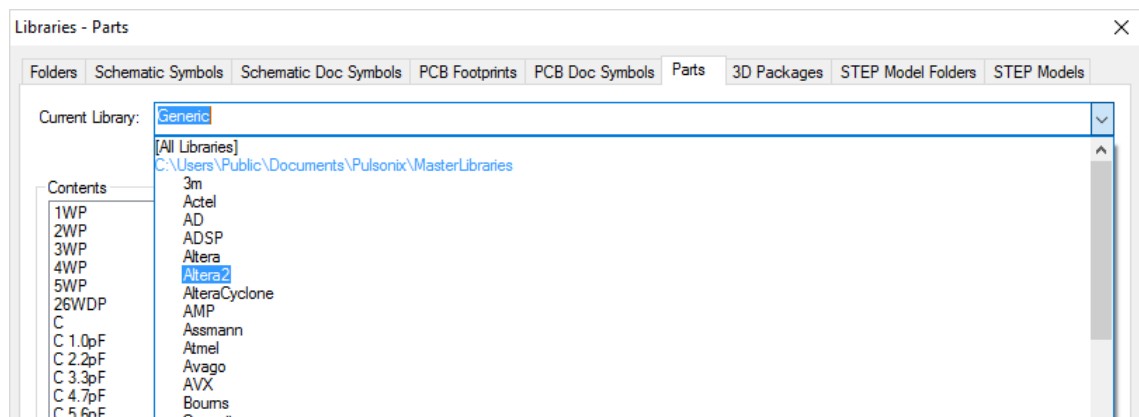 Libraries - Parts
Folders Schematic Symbols Schematic Doc Symbols PCB Footprints PCB Doc Symbols Parts 3D Packages STEP Model Folders STEP Models
Current Library: Generic
[All Libraries]
C:\Users\Public\Documents\Pulsonix\MasterLibraries
3m
Actel
AD
ADSP
Altera
Altera2
AlteraCyclone
AMP
Assmann
Atmel
Avago
AVX
Bourns
Contents
1WP
2WP
3WP
4WP
5WP
26WDP
C
C 1.0pF
C 2.2pF
C 3.3pF
C 4.7pF
C 5.6pF